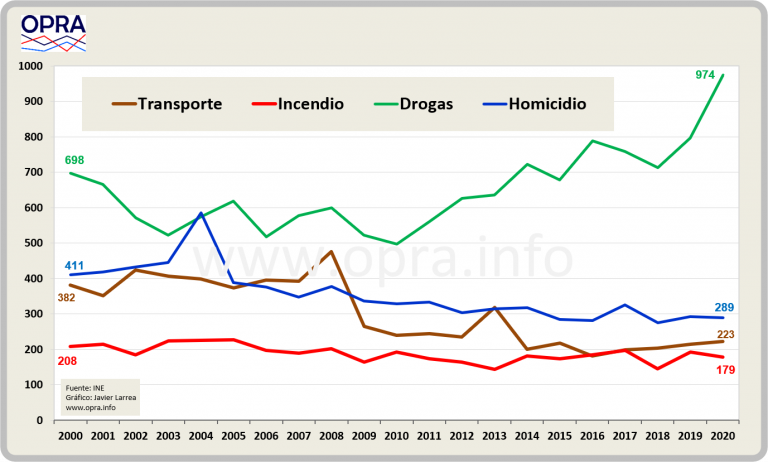 OPRA
Transporte Incendio Drogas Homicidio
1000
900
800
700
600
500
400
300
200
100
0
698
411
382
208
974
289
223
179
www.opra.info
Fuente: INE
Gráfico: Javier Larrea
www.opra.info
2000 2001 2002 2003 2004 2005 2006 2007 2008 2009 2010 2011 2012 2013 2014 2015 2016 2017 2018 2019 2020